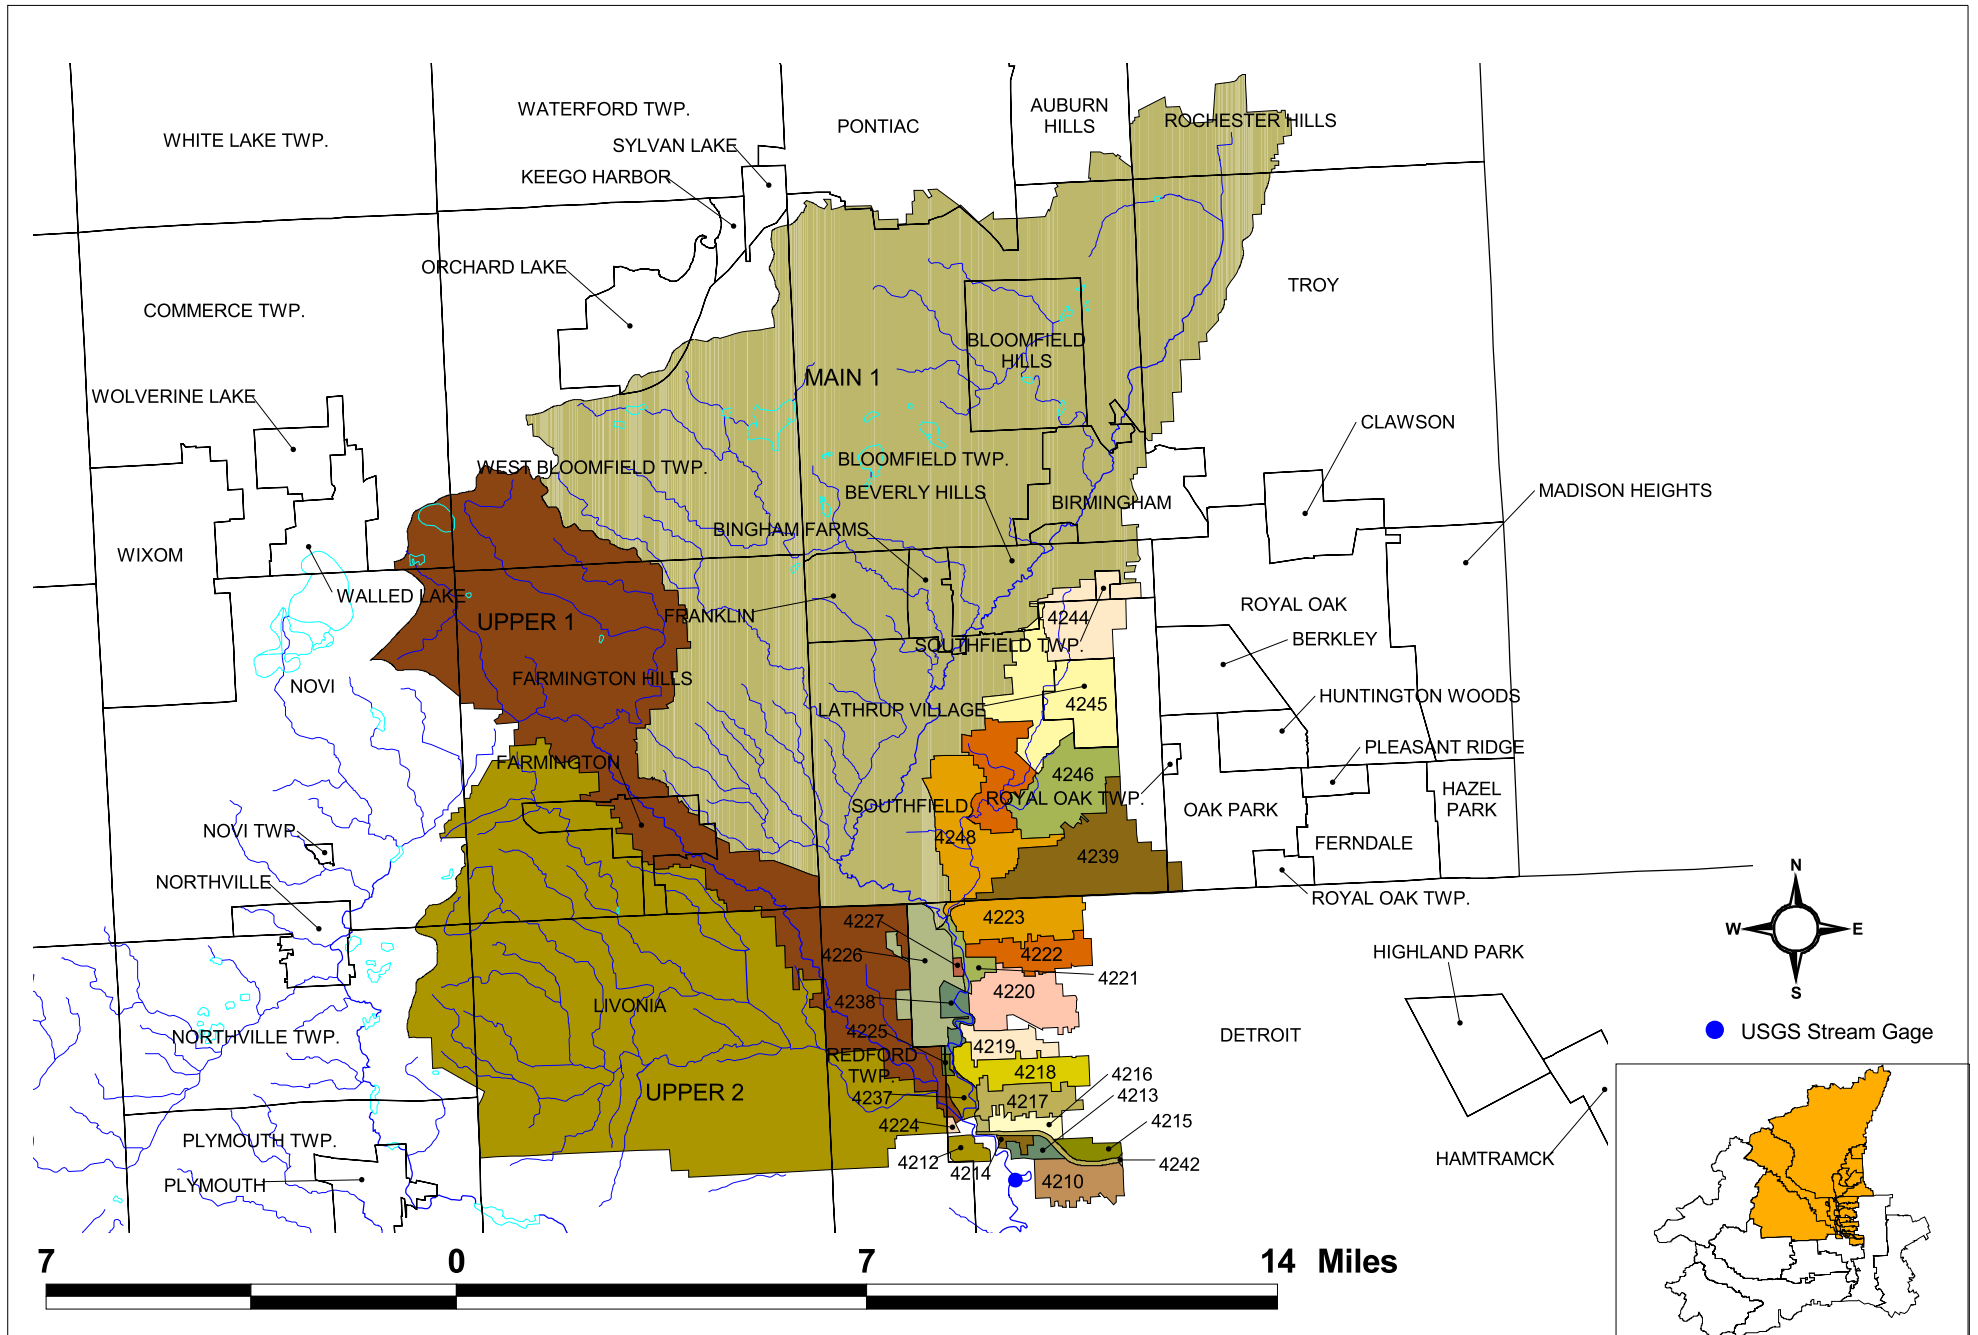 WHITE LAKE TWP.
WATERFORD TWP.
SYLVAN LAKE
KEEGO HARBOR
PONTIAC
AUBURN
HILLS
ROCHESTER HILLS
ORCHARD LAKE
COMMERCE TWP.
TROY
BLOOMFIELD
HILLS
MAIN 1
WOLVERINE LAKE
CLAWSON
WEST BLOOMFIELD TWP.
BLOOMFIELD TWP.
BEVERLY HILLS
BIRMINGHAM
MADISON HEIGHTS
BINGHAM FARMS
WIXOM
WALLED LAKE
UPPER 1
FRANKLIN
4244
ROYAL OAK
BERKLEY
SOUTHFIELD TWP.
NOVI
FARMINGTON HILLS
LATHRUP VILLAGE
4245
HUNTINGTON WOODS
PLEASANT RIDGE
FARMINGTON
4246
SOUTHFIELD
ROYAL OAK TWP.
OAK PARK
HAZEL
PARK
NOVI TWP.
4248
4239
FERNDALE
NORTHVILLE
ROYAL OAK TWP.
4227
4223
4226
4222
4221
HIGHLAND PARK
4238
4220
LIVONIA
NORTHVILLE TWP.
4225
4219
DETROIT
REDFORD
TWP.
4218
4216
UPPER 2
4237
4217
4213
4224
4215
PLYMOUTH TWP.
4212
4214
4242
4210
PLYMOUTH
HAMTRAMCK
N
W
E
S
USGS Stream Gage
7 0 7 14 Miles